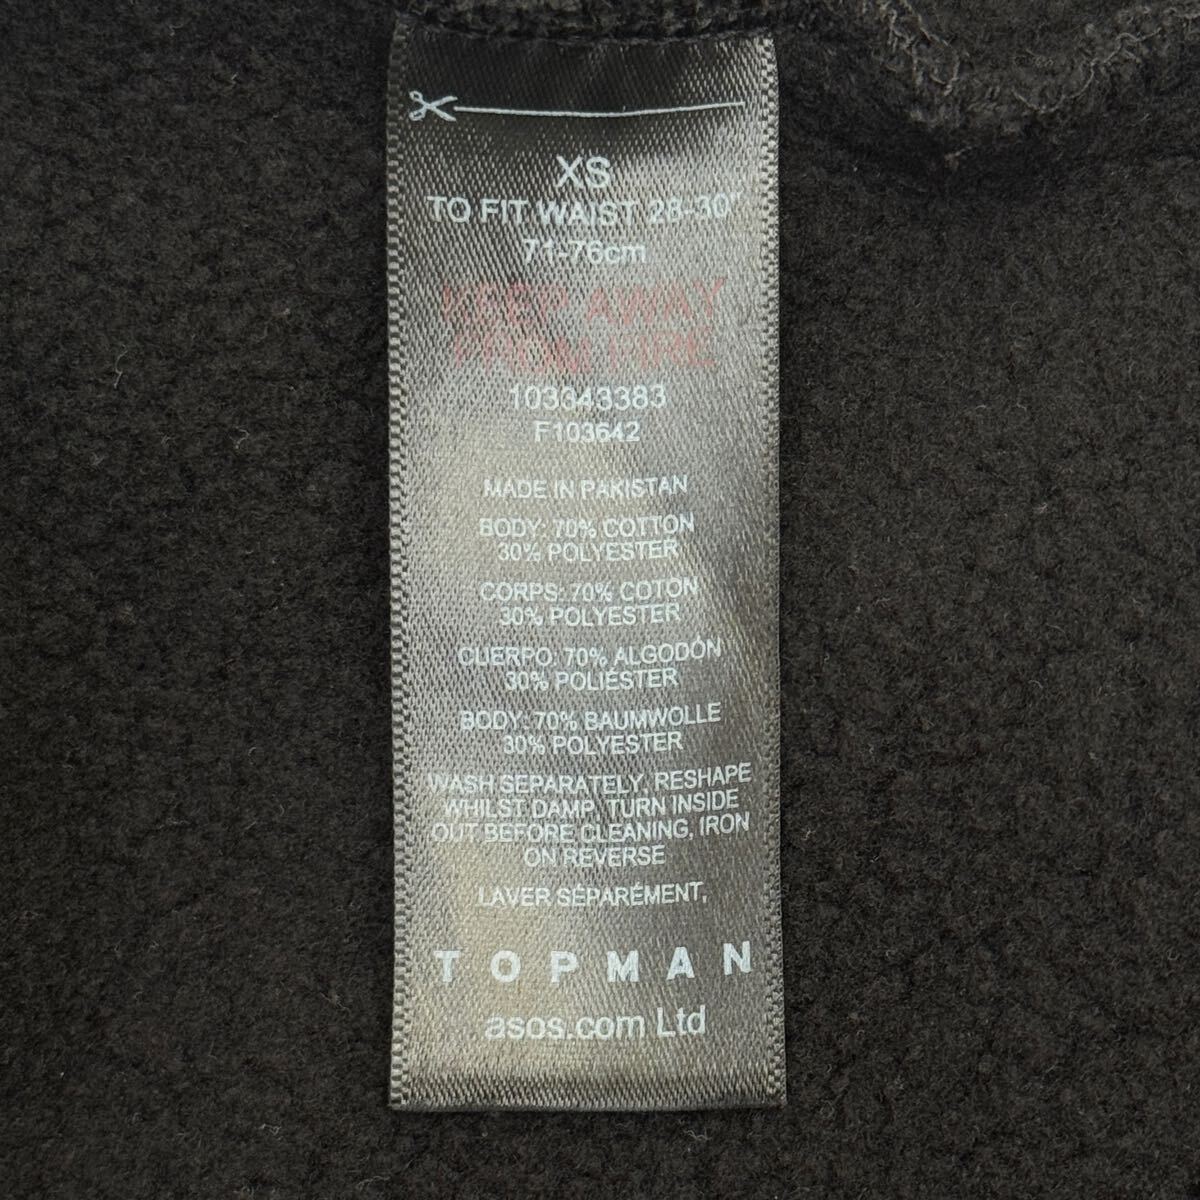 XS
TO FIT WAIST 28-30"
71-76cm
KEEP AWAY
FROM FIRE
103343383
F103642
MADE IN PAKISTAN
BODY: 70% COTTON
30% POLYESTER
CORPS: 70% COTON
30% POLYESTER
CUERPO: 70% ALGODÓN
30% POLIÉSTER
BODY: 70% BAUMWOLLE
30% POLYESTER
WASH SEPARATELY, RESHAPE
WHILST DAMP, TURN INSIDE
OUT BEFORE CLEANING, IRON
ON REVERSE
LAVER SÉPARÉMENT,
TOPMAN
asos.com Ltd